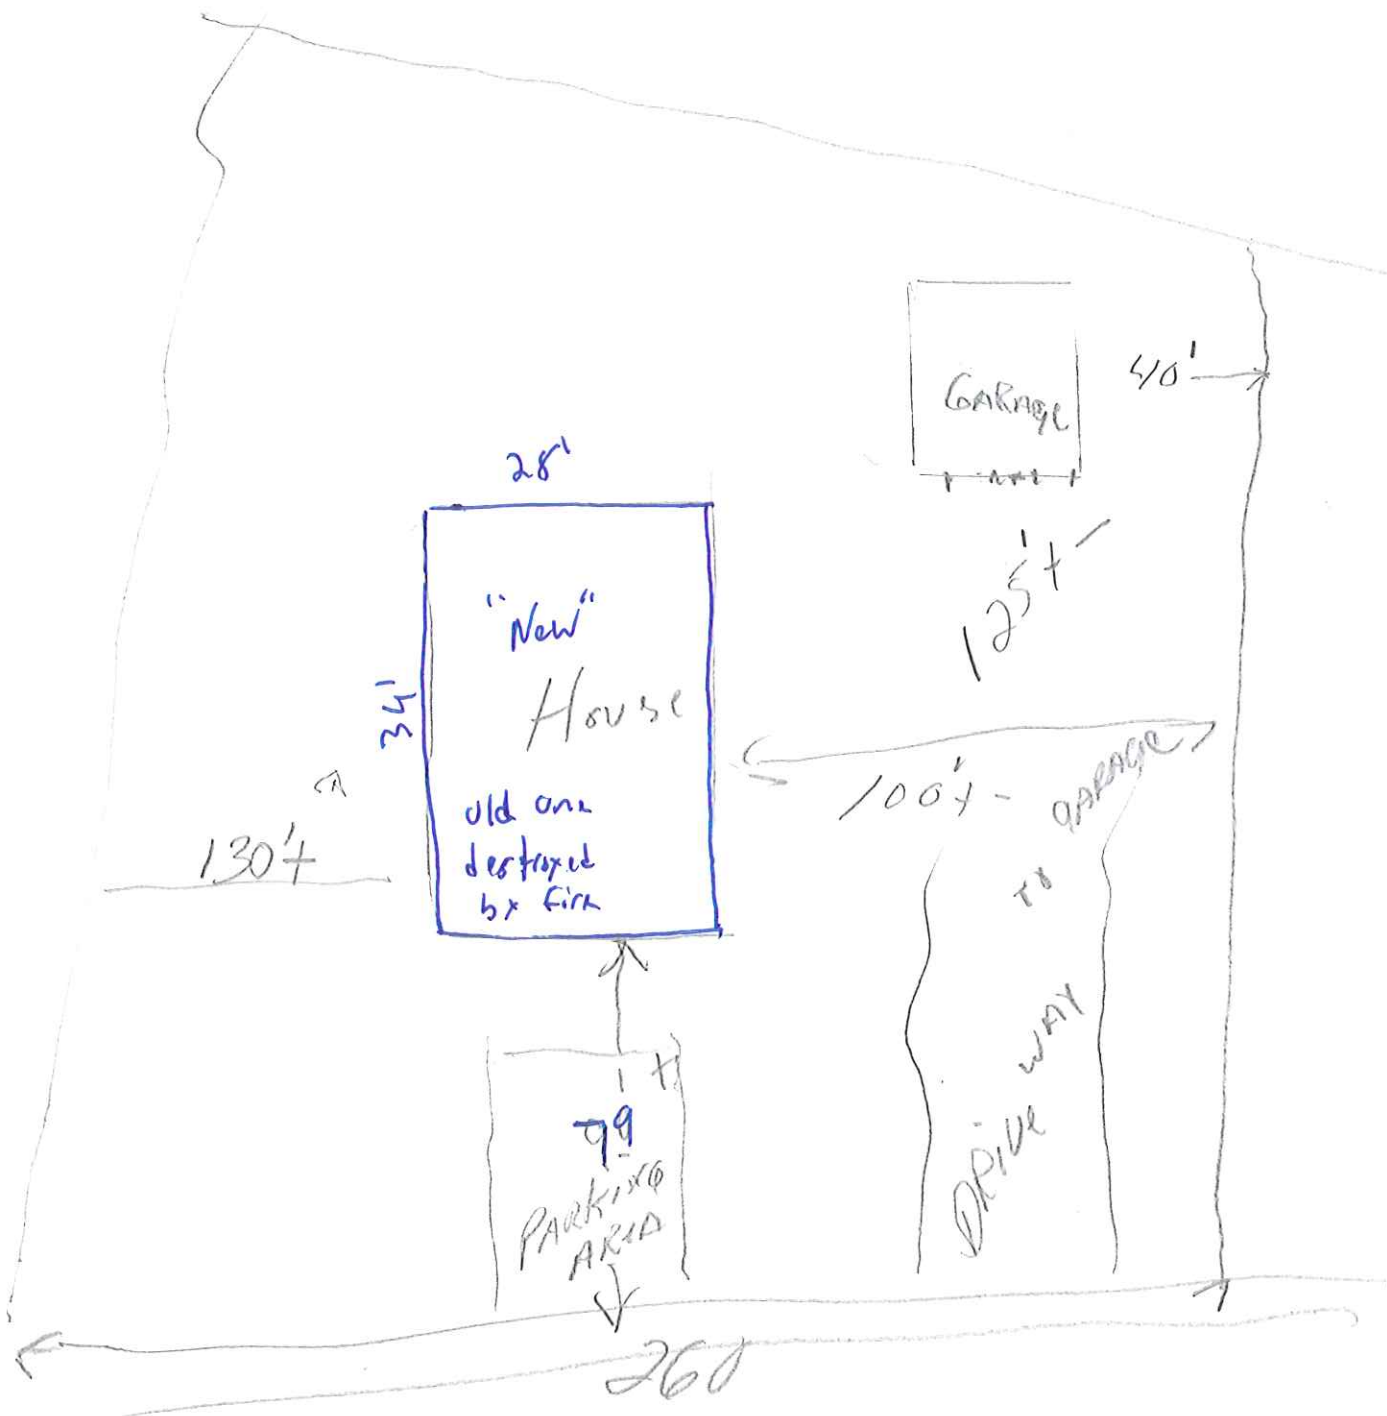 40'
GARAGE
28'
125'+-
"New"
House
34'
old one
destroyed
by fire
130'+
100'+-
DRIVE WAY TO GARAGE
'+
99
PARKING
AREA
260